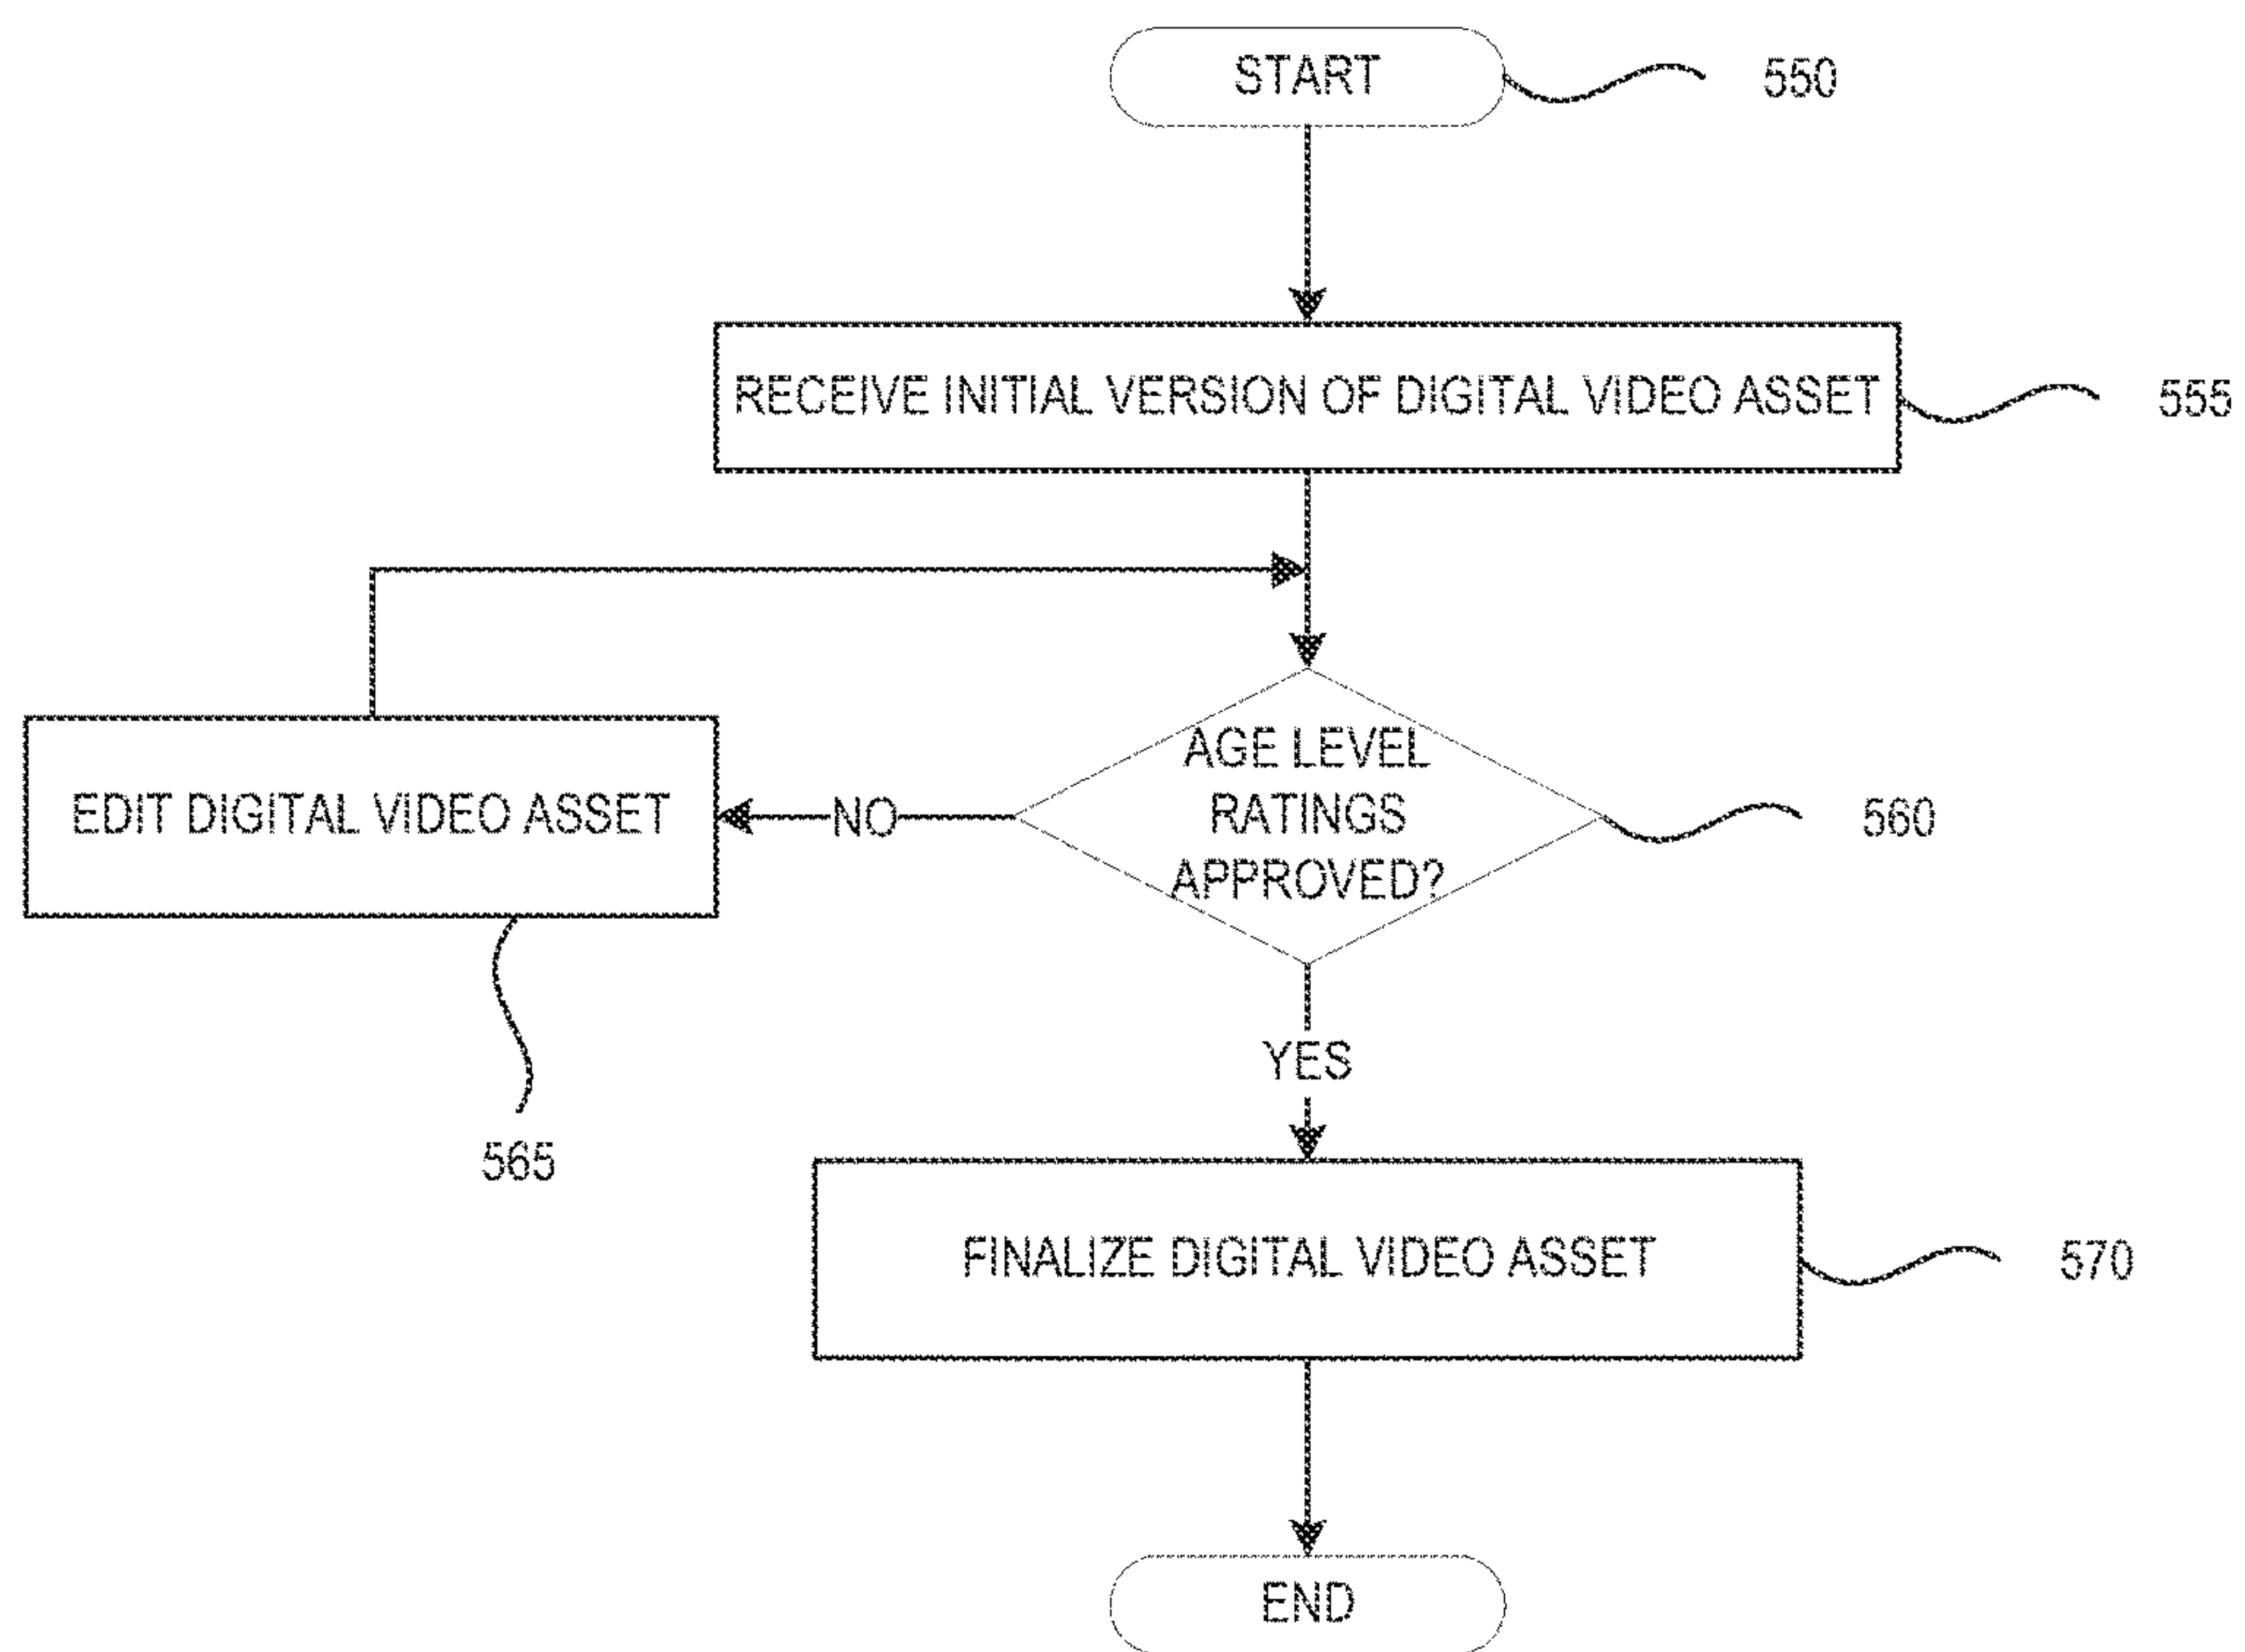 START
550
RECEIVE INITIAL VERSION OF DIGITAL VIDEO ASSET
555
AGE LEVEL
RATINGS
APPROVED?
560
NO
EDIT DIGITAL VIDEO ASSET
565
YES
FINALIZE DIGITAL VIDEO ASSET
570
END